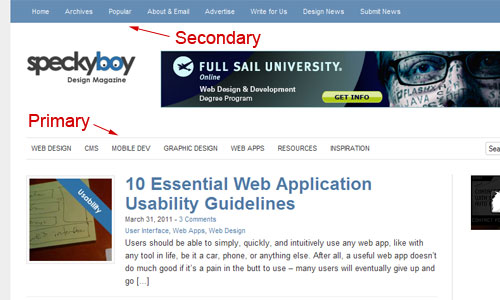 Home Archives Popular About & Email Advertise Write for Us Design News Submit News
Secondary
speckyboy
Design Magazine
FULL SAIL UNIVERSITY.
Online
Web Design & Development
Degree Program
GET INFO
FLASH
JAVA
Primary
WEB DESIGN CMS MOBILE DEV GRAPHIC DESIGN WEB APPS RESOURCES INSPIRATION
Sea
Usability
10 Essential Web Application
Usability Guidelines
March 31, 2011 - 3 Comments
User Interface, Web Apps, Web Design
Users should be able to simply, quickly, and intuitively use any web app, like with
any tool in life, be it a car, phone, or anything else. After all, a useful web app doesn't
do much good if it's a pain in the butt to use – many users will eventually give up and
go [...]